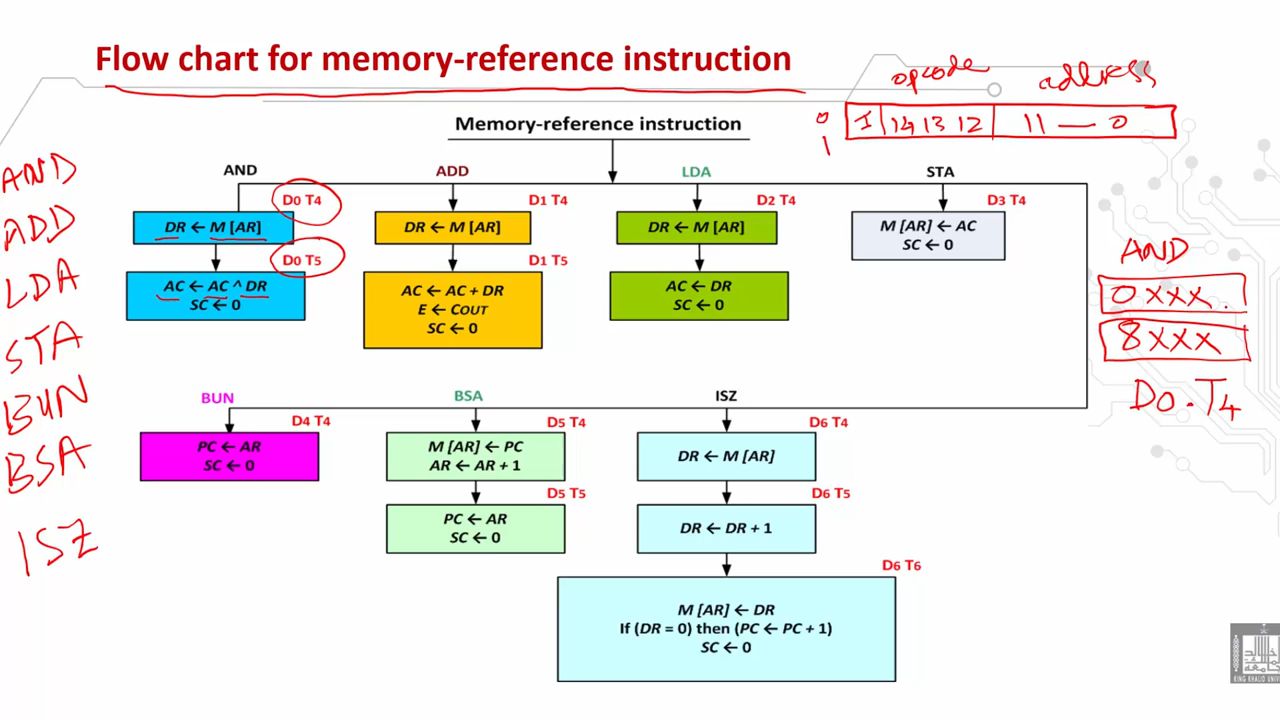 Flow chart for memory-reference instruction
opcode address
0 I 14 13 12 11 — 0
1
Memory-reference instruction
AND
ADD
LDA
STA
BUN
BSA
ISZ
AND
D0 T4
DR ← M [AR]
D0 T5
AC ← AC ^ DR
SC ← 0
ADD
D1 T4
DR ← M [AR]
D1 T5
AC ← AC + DR
E ← COUT
SC ← 0
LDA
D2 T4
DR ← M [AR]
D2 T5
AC ← DR
SC ← 0
STA
D3 T4
M [AR] ← AC
SC ← 0
AND
0XXX.
8XXX
D0.T4
BUN
D4 T4
PC ← AR
SC ← 0
BSA
D5 T4
M [AR] ← PC
AR ← AR + 1
D5 T5
PC ← AR
SC ← 0
ISZ
D6 T4
DR ← M [AR]
D6 T5
DR ← DR + 1
D6 T6
M [AR] ← DR
If (DR = 0) then (PC ← PC + 1)
SC ← 0